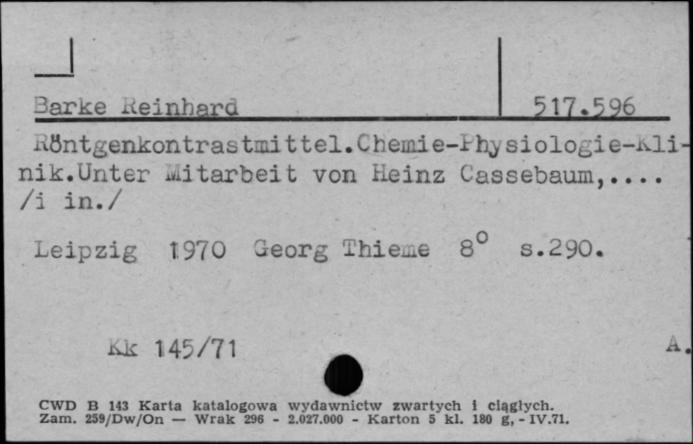 Barke Reinhard 517.596
Röntgenkontrastmittel.Chemie-Physiologie-Kli-
nik.Unter Mitarbeit von Heinz Cassebaum,....
/i in./
Leipzig 1970 Georg Thieme 8° s.290.
Kk 145/71 A.
CWD B 143 Karta katalogowa wydawnictw zwartych i ciągłych.
Zam. 259/Dw/On — Wrak 296 - 2.027.000 - Karton 5 kl. 180 g, - IV.71.